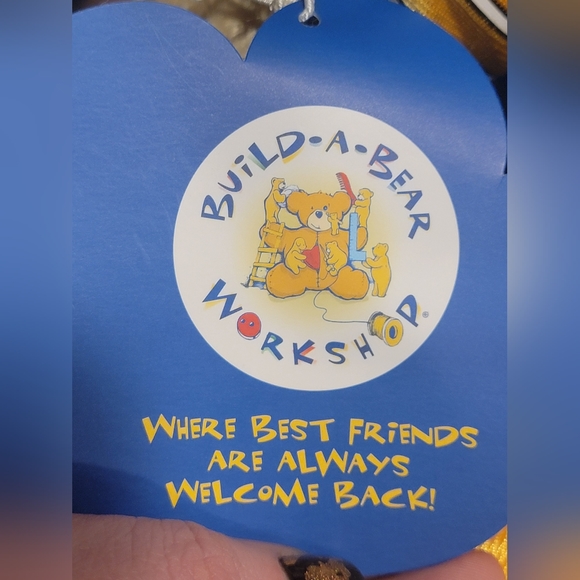 BUiLD•A•BEAR
WORKSHOP®
WHERE BEST FRiENDS
ARE ALWAYS
WELCOME BACK!